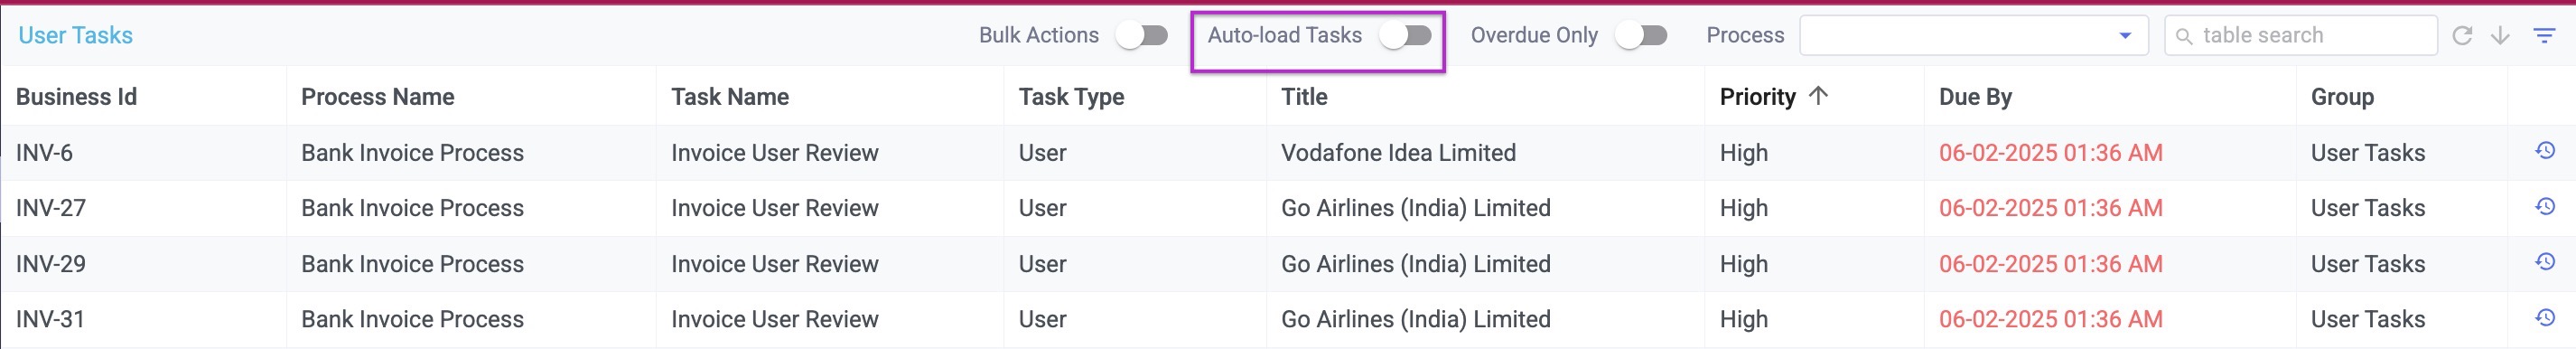 User Tasks Bulk Actions Auto-load Tasks Overdue Only Process table search
Business Id Process Name Task Name Task Type Title Priority Due By Group
INV-6 Bank Invoice Process Invoice User Review User Vodafone Idea Limited High 06-02-2025 01:36 AM User Tasks
INV-27 Bank Invoice Process Invoice User Review User Go Airlines (India) Limited High 06-02-2025 01:36 AM User Tasks
INV-29 Bank Invoice Process Invoice User Review User Go Airlines (India) Limited High 06-02-2025 01:36 AM User Tasks
INV-31 Bank Invoice Process Invoice User Review User Go Airlines (India) Limited High 06-02-2025 01:36 AM User Tasks